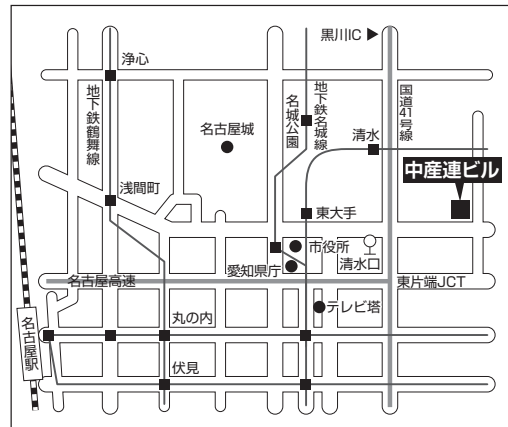 黒川IC ▶
浄心
地下鉄鶴舞線
名古屋城
名城公園
地下鉄名城線
国道41号線
清水
中産連ビル
浅間町
東大手
市役所
清水口
愛知県庁
名古屋高速
東片端JCT
テレビ塔
丸の内
名古屋駅
伏見